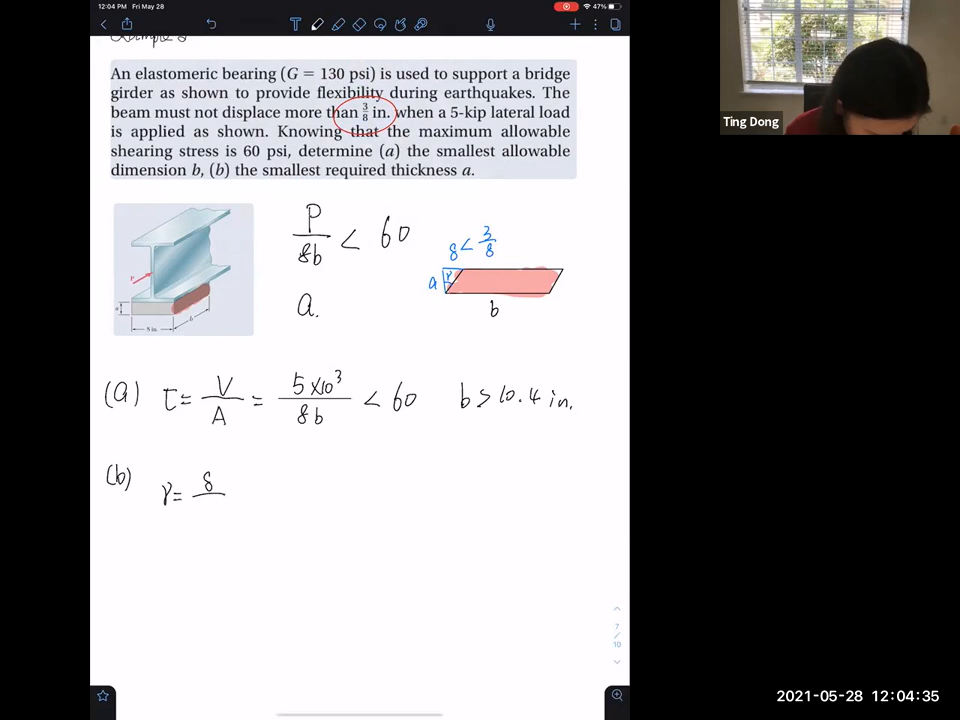 12:04 PM Fri May 28
47%
An elastomeric bearing (G = 130 psi) is used to support a bridge
girder as shown to provide flexibility during earthquakes. The
beam must not displace more than 3/8 in. when a 5-kip lateral load
is applied as shown. Knowing that the maximum allowable
shearing stress is 60 psi, determine (a) the smallest allowable
dimension b, (b) the smallest required thickness a.
P
a
8 in.
b
P/8b < 60
a.
δ < 3/8
a γ
b
(a) τ = V/A = 5×10³/8b < 60 b > 10.4 in.
(b) γ = δ
7
/
10
Ting Dong
2021-05-28 12:04:35